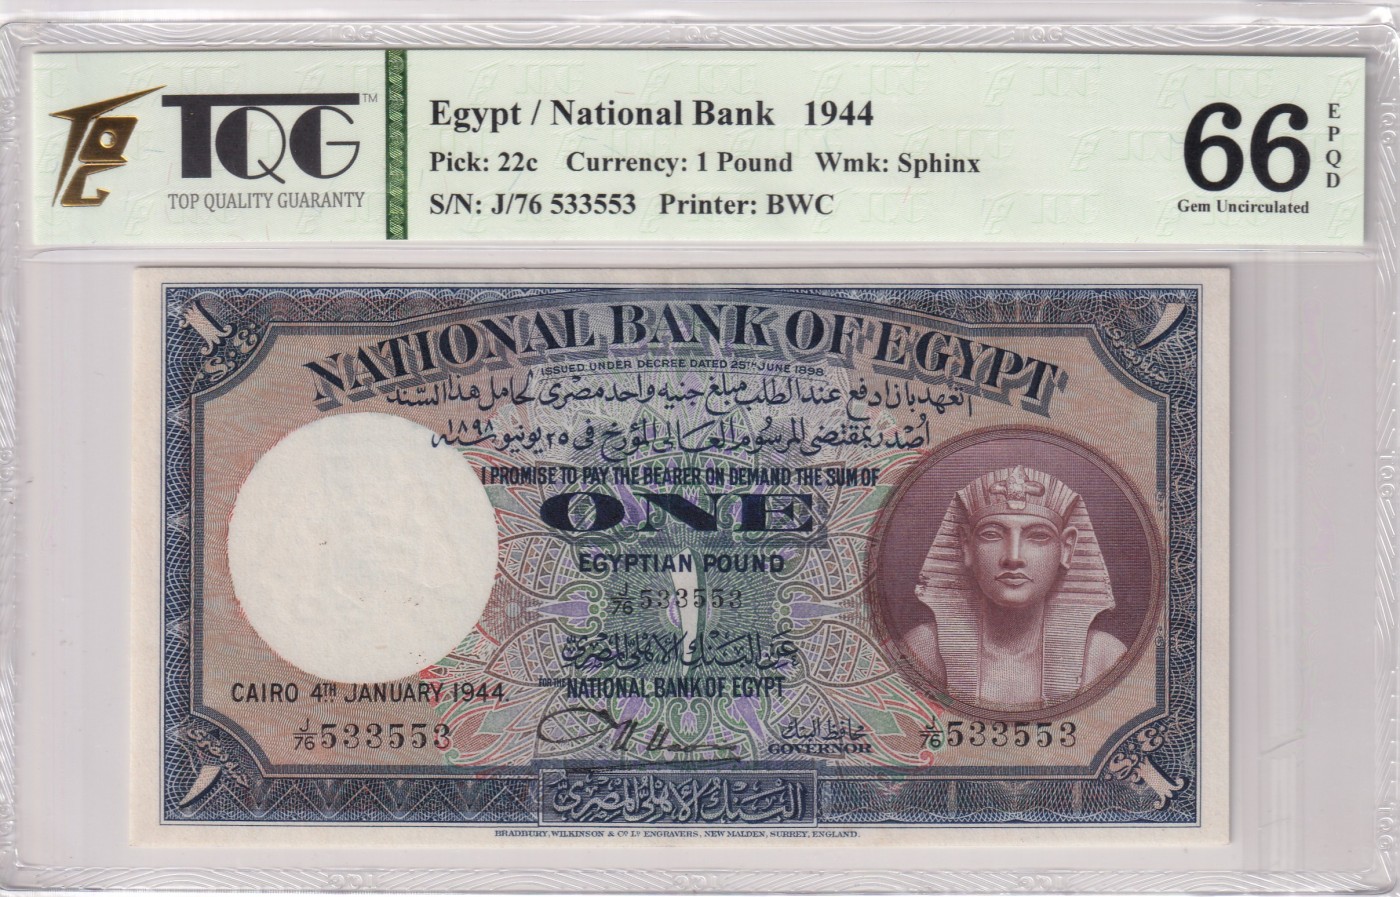 TQG™
TOP QUALITY GUARANTY
Egypt / National Bank 1944
Pick: 22c Currency: 1 Pound Wmk: Sphinx
S/N: J/76 533553 Printer: BWC
66
EPQD
Gem Uncirculated
NATIONAL BANK OF EGYPT
ISSUED UNDER DECREE DATED 25TH JUNE 1898.
اتعهد بان ادفع عند الطلب مبلغ جنيه واحد مصرى لحامل هذا السند
اُصدر بمقتضى المرسوم العالى المؤرخ فى ٢٥ يونيو سنة ١٨٩٨
I PROMISE TO PAY THE BEARER ON DEMAND THE SUM OF
ONE
EGYPTIAN POUND
J/76 533553
١
عن البنك الاهلى المصرى
FOR THE NATIONAL BANK OF EGYPT
CAIRO 4TH JANUARY 1944.
J/76 533553
محافظ البنك
GOVERNOR
J/76 533553
البنك الاهلى المصرى
BRADBURY, WILKINSON & Co Ld ENGRAVERS, NEW MALDEN, SURREY, ENGLAND.